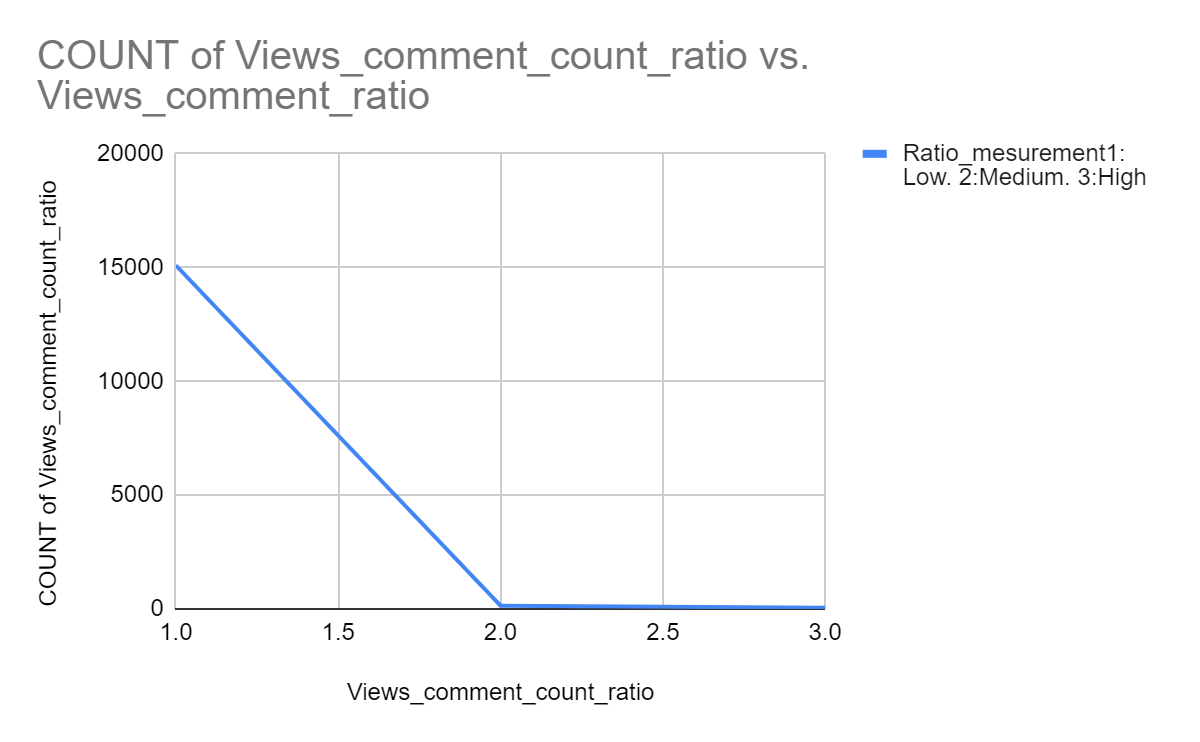 COUNT of Views_comment_count_ratio vs.
Views_comment_ratio
20000
15000
10000
5000
0
COUNT of Views_comment_count_ratio
1.0 1.5 2.0 2.5 3.0
Views_comment_count_ratio
Ratio_mesurement1:
Low. 2:Medium. 3:High